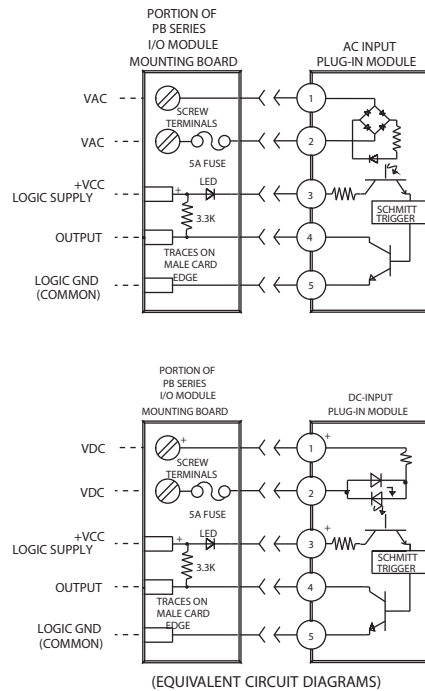 PORTION OF
PB SERIES
I/O MODULE
MOUNTING BOARD
AC INPUT
PLUG-IN MODULE
VAC
1
SCREW
TERMINALS
VAC
2
5A FUSE
+VCC
LOGIC SUPPLY
+
LED
3
3.3K
SCHMITT
TRIGGER
OUTPUT
4
TRACES ON
MALE CARD
EDGE
LOGIC GND
(COMMON)
5
PORTION OF
PB SERIES
I/O MODULE
MOUNTING BOARD
DC-INPUT
PLUG-IN MODULE
VDC
+
+
1
SCREW
TERMINALS
VDC
2
5A FUSE
+VCC
LOGIC SUPPLY
+
LED
+
3
3.3K
SCHMITT
TRIGGER
OUTPUT
4
TRACES ON
MALE CARD
EDGE
LOGIC GND
(COMMON)
5
(EQUIVALENT CIRCUIT DIAGRAMS)